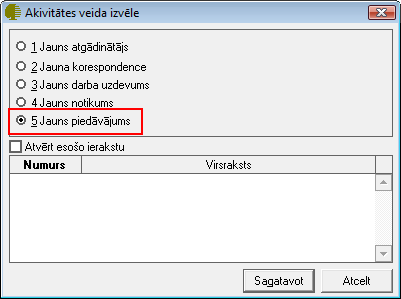 Akivitātes veida izvēle
1 Jauns atgādinātājs
2 Jauna korespondence
3 Jauns darba uzdevums
4 Jauns notikums
5 Jauns piedāvājums
Atvērt esošo ierakstu
Numurs Virsraksts
Sagatavot Atcelt